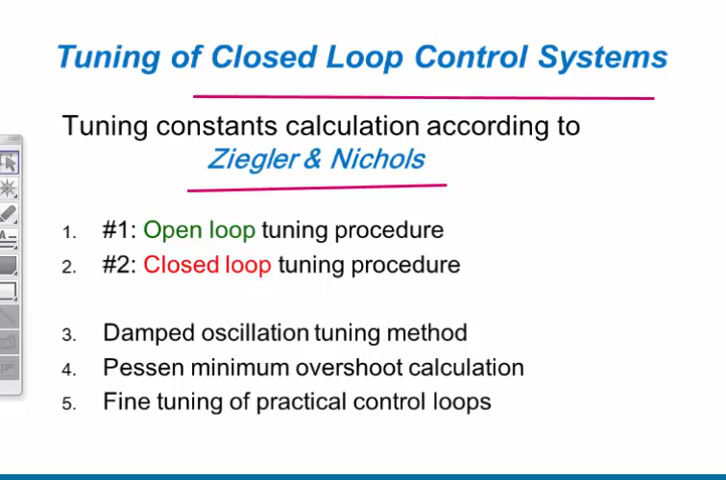 Tuning of Closed Loop Control Systems
Tuning constants calculation according to
Ziegler & Nichols
1. #1: Open loop tuning procedure
2. #2: Closed loop tuning procedure
3. Damped oscillation tuning method
4. Pessen minimum overshoot calculation
5. Fine tuning of practical control loops
A